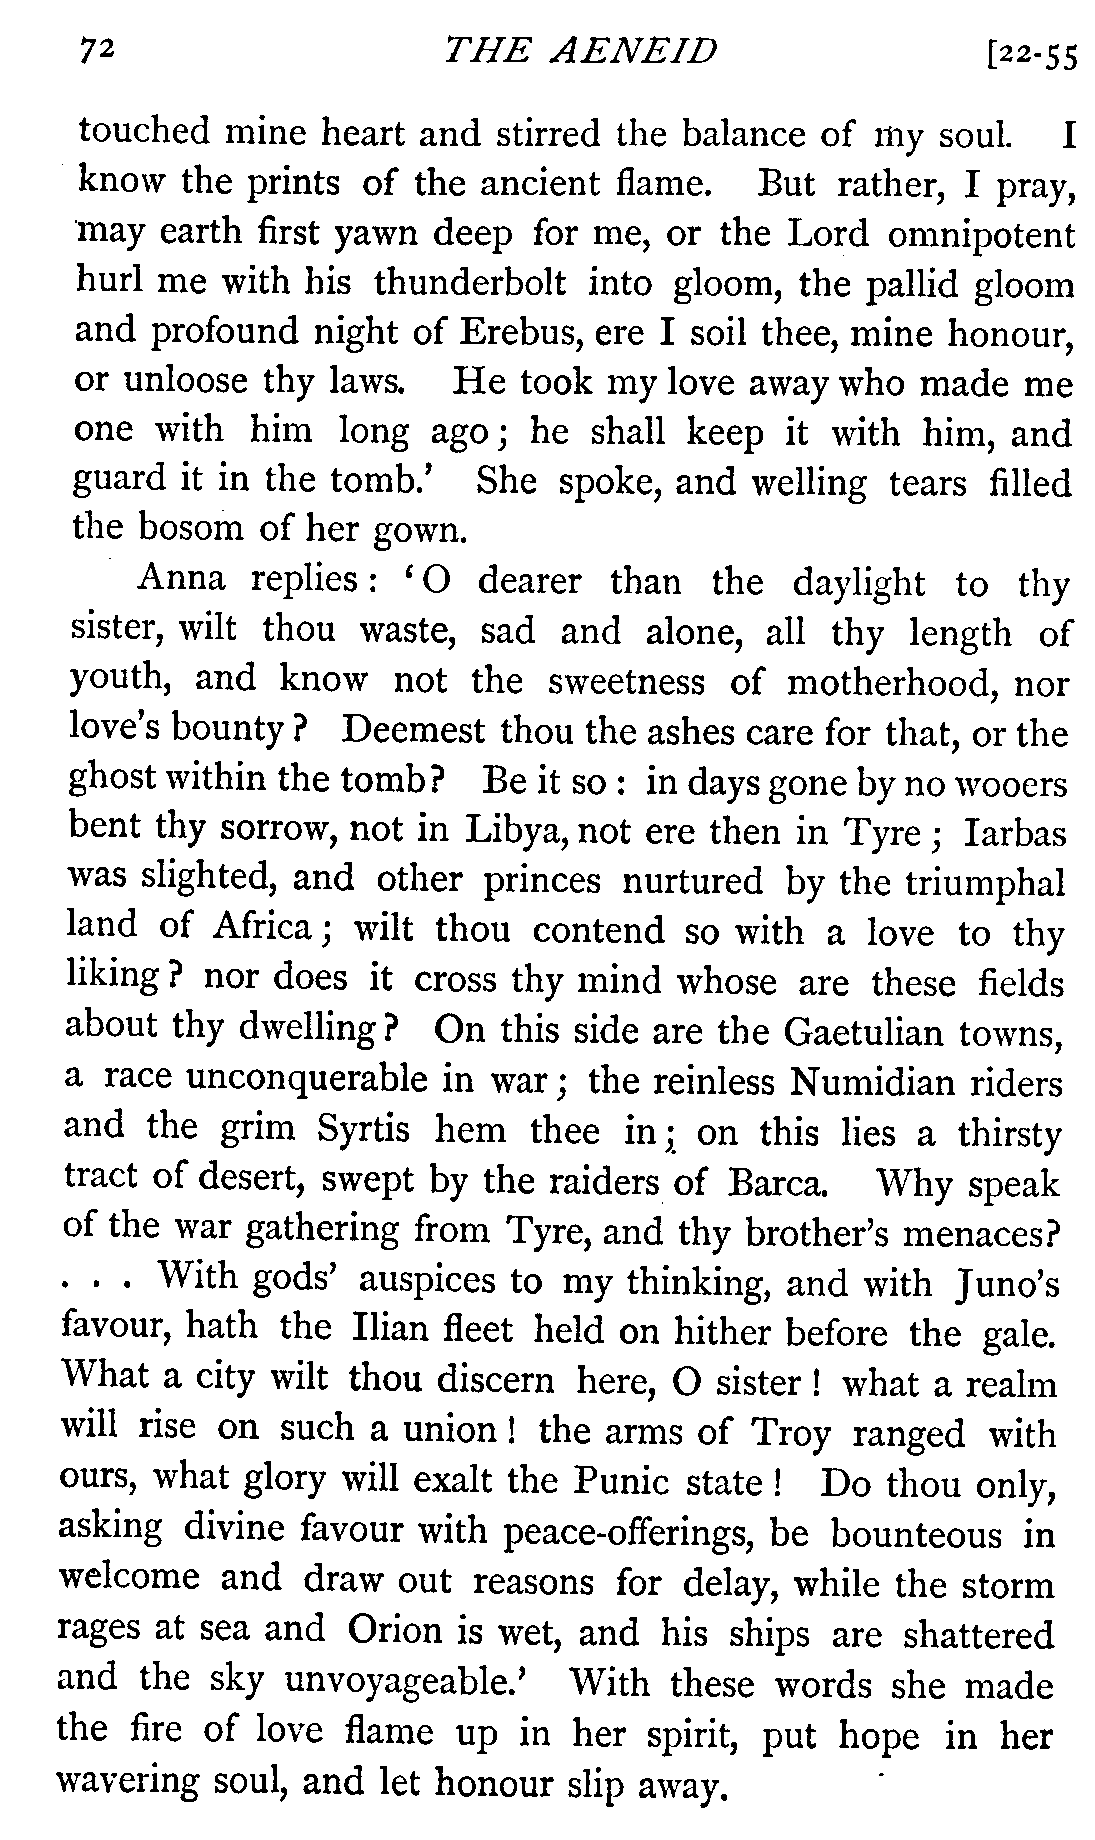 72 THE AENEID [22-55
touched mine heart and stirred the balance of my soul. I
know the prints of the ancient flame. But rather, I pray,
may earth first yawn deep for me, or the Lord omnipotent
hurl me with his thunderbolt into gloom, the pallid gloom
and profound night of Erebus, ere I soil thee, mine honour,
or unloose thy laws. He took my love away who made me
one with him long ago; he shall keep it with him, and
guard it in the tomb.' She spoke, and welling tears filled
the bosom of her gown.
Anna replies: 'O dearer than the daylight to thy
sister, wilt thou waste, sad and alone, all thy length of
youth, and know not the sweetness of motherhood, nor
love's bounty? Deemest thou the ashes care for that, or the
ghost within the tomb? Be it so: in days gone by no wooers
bent thy sorrow, not in Libya, not ere then in Tyre; Iarbas
was slighted, and other princes nurtured by the triumphal
land of Africa; wilt thou contend so with a love to thy
liking? nor does it cross thy mind whose are these fields
about thy dwelling? On this side are the Gaetulian towns,
a race unconquerable in war; the reinless Numidian riders
and the grim Syrtis hem thee in; on this lies a thirsty
tract of desert, swept by the raiders of Barca. Why speak
of the war gathering from Tyre, and thy brother's menaces?
. . . With gods' auspices to my thinking, and with Juno's
favour, hath the Ilian fleet held on hither before the gale.
What a city wilt thou discern here, O sister! what a realm
will rise on such a union! the arms of Troy ranged with
ours, what glory will exalt the Punic state! Do thou only,
asking divine favour with peace-offerings, be bounteous in
welcome and draw out reasons for delay, while the storm
rages at sea and Orion is wet, and his ships are shattered
and the sky unvoyageable.' With these words she made
the fire of love flame up in her spirit, put hope in her
wavering soul, and let honour slip away.